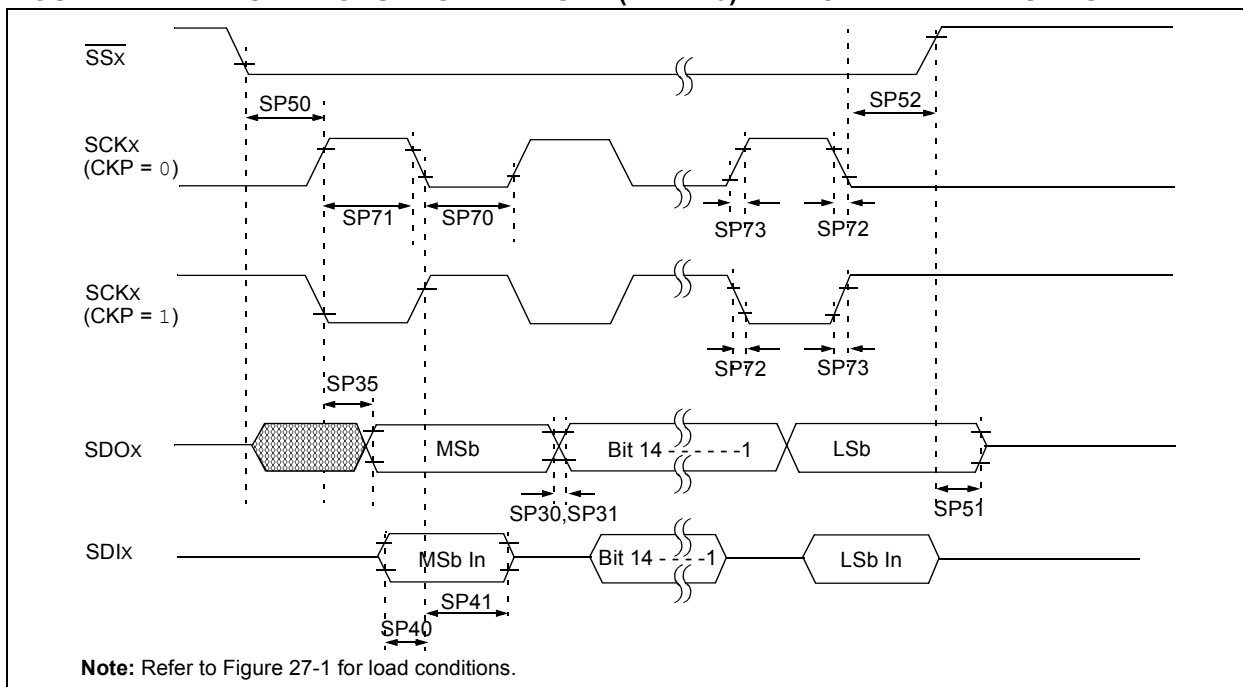 SSx
SP50
SP52
SCKx
(CKP = 0)
SP71
SP70
SP73
SP72
SCKx
(CKP = 1)
SP72
SP73
SP35
SDOx
MSb
Bit 14 - - - - - -1
LSb
SP30,SP31
SP51
SDIx
MSb In
Bit 14 - - - -1
LSb In
SP41
SP40
Note: Refer to Figure 27-1 for load conditions.